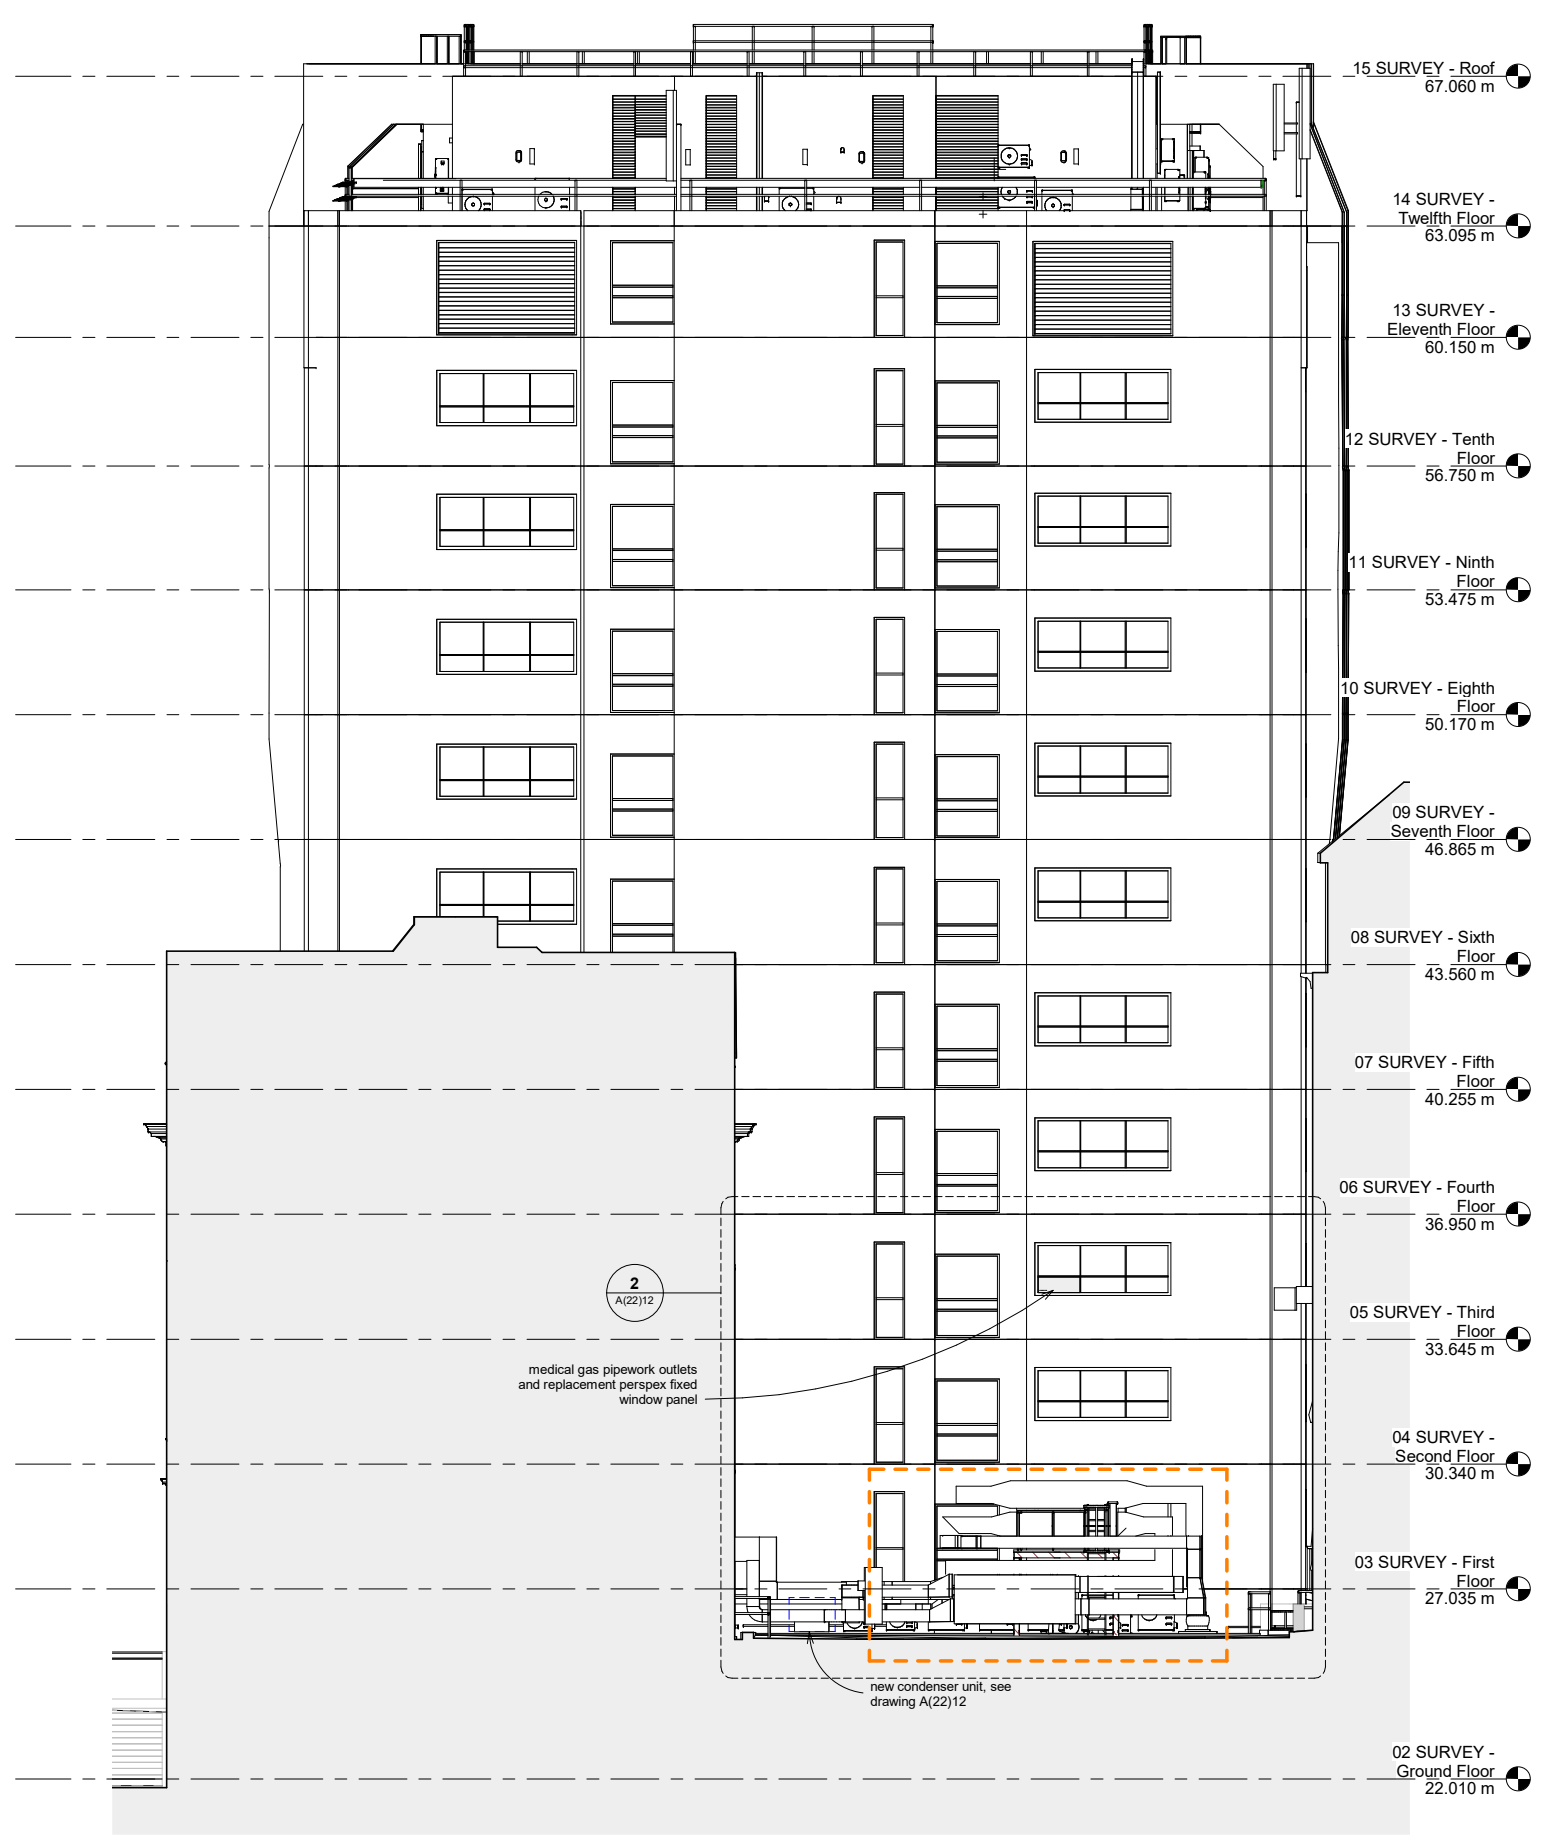 15 SURVEY - Roof
67.060 m
14 SURVEY -
Twelfth Floor
63.095 m
13 SURVEY -
Eleventh Floor
60.150 m
12 SURVEY - Tenth
Floor
56.750 m
11 SURVEY - Ninth
Floor
53.475 m
10 SURVEY - Eighth
Floor
50.170 m
09 SURVEY -
Seventh Floor
46.865 m
08 SURVEY - Sixth
Floor
43.560 m
07 SURVEY - Fifth
Floor
40.255 m
06 SURVEY - Fourth
Floor
36.950 m
2
A(22)12
05 SURVEY - Third
Floor
33.645 m
medical gas pipework outlets
and replacement perspex fixed
window panel
04 SURVEY -
Second Floor
30.340 m
03 SURVEY - First
Floor
27.035 m
new condenser unit, see
drawing A(22)12
02 SURVEY -
Ground Floor
22.010 m